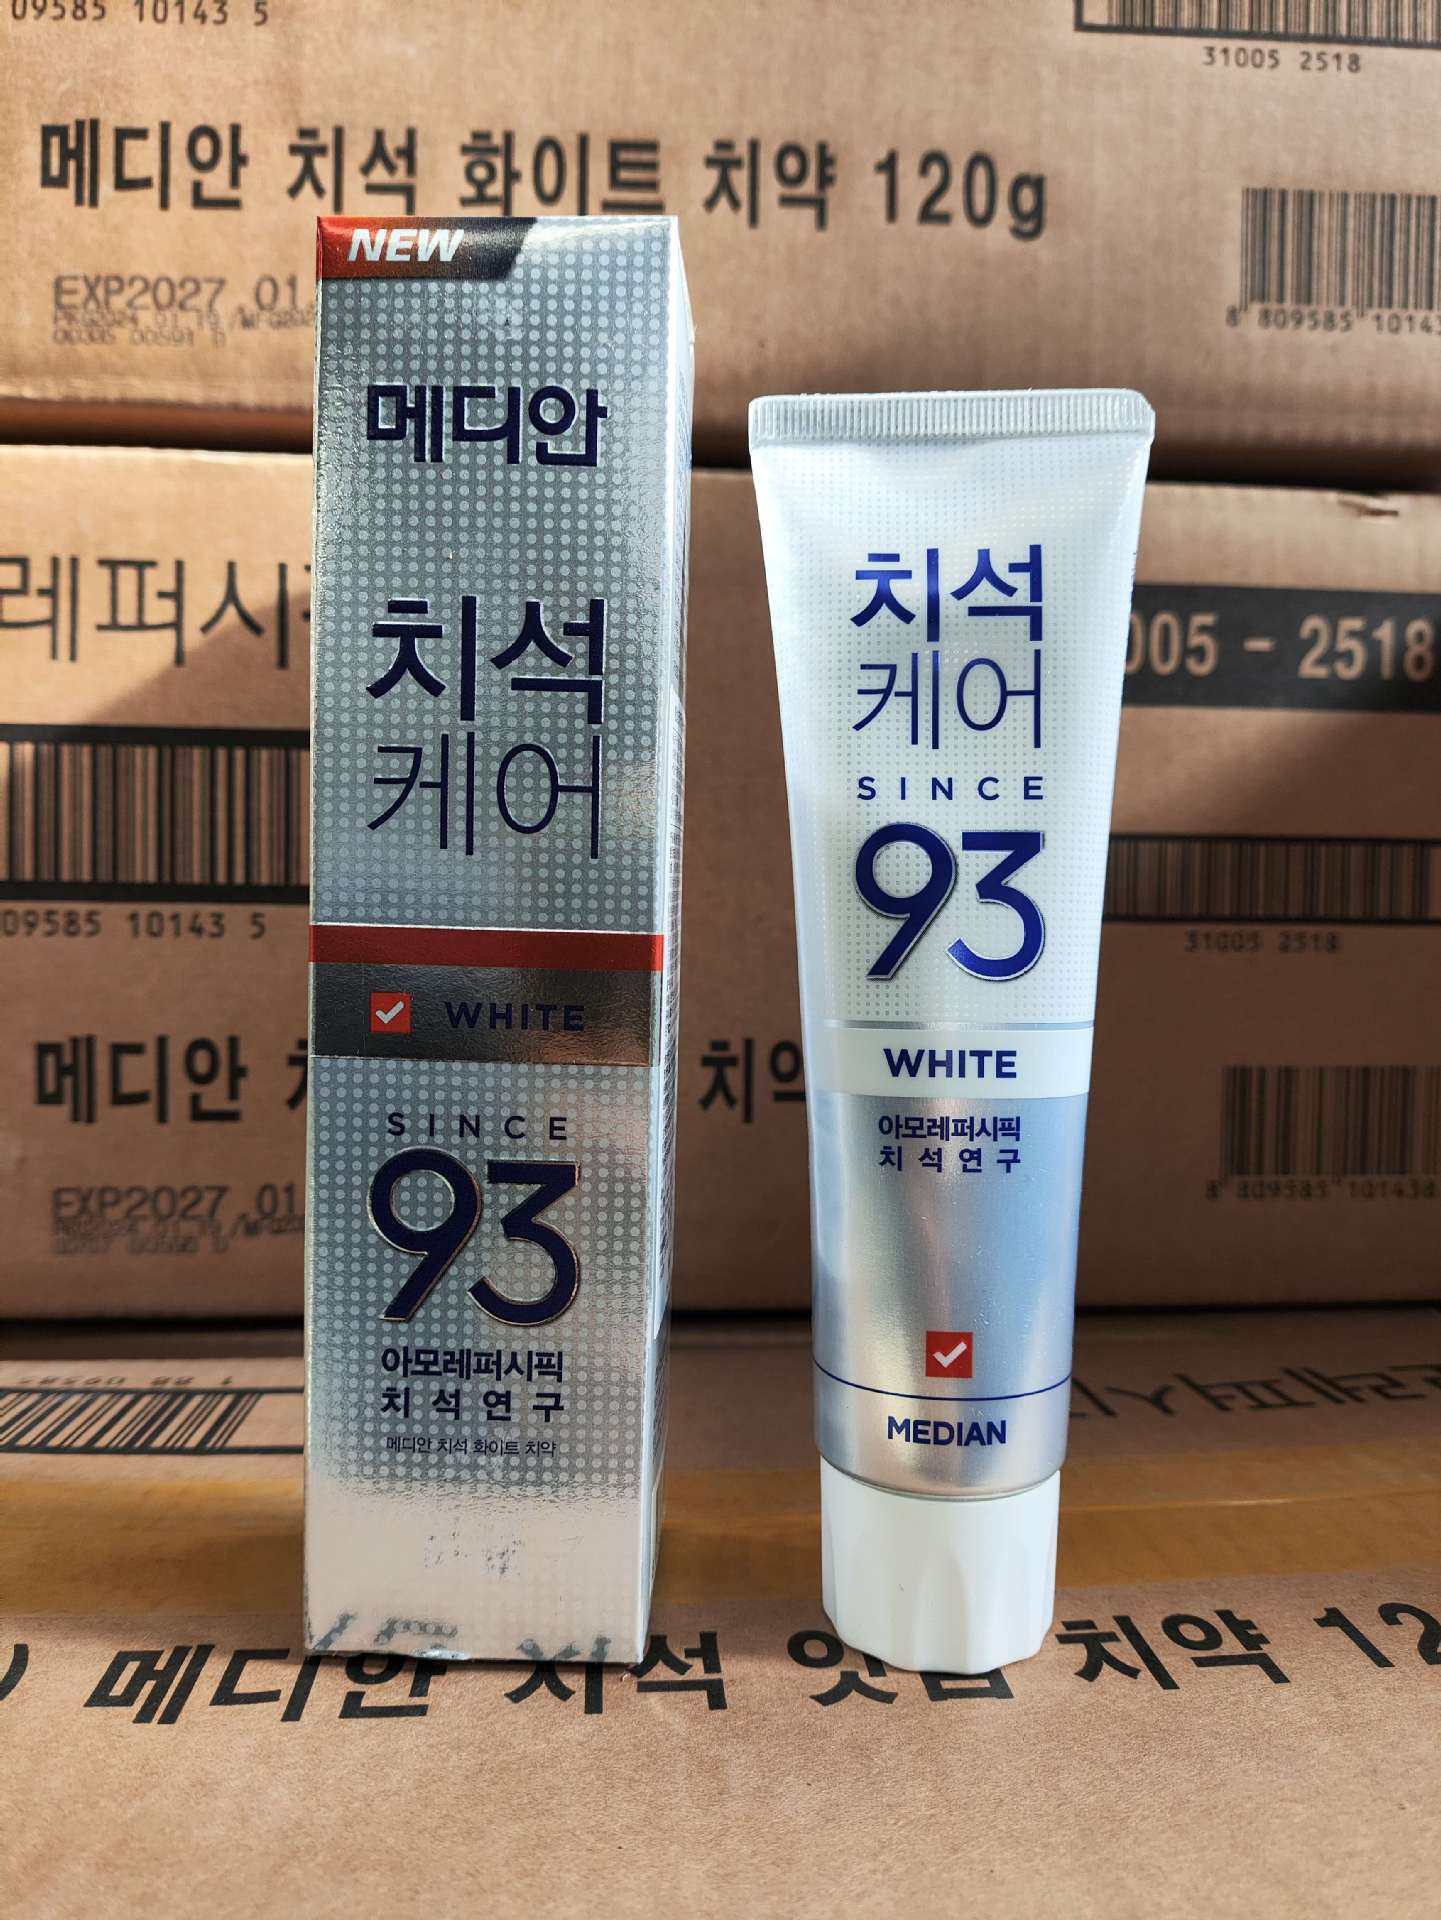 09585 10143 5
31005 2518
메디안 치석 화이트 치약 120g
EXP2027 01
8 809585 10143
NEW
메디안
치석
케어
WHITE
SINCE
93
아모레퍼시픽
치석연구
메디안 치석 화이트 치약
치석
케어
SINCE
93
WHITE
아모레퍼시픽
치석연구
MEDIAN
레퍼시
005 - 2518
09585 10143 5
31005 2518
메디안
EXP2027 01
8 809585 101438
메디안 치석 잇몸 치약 12